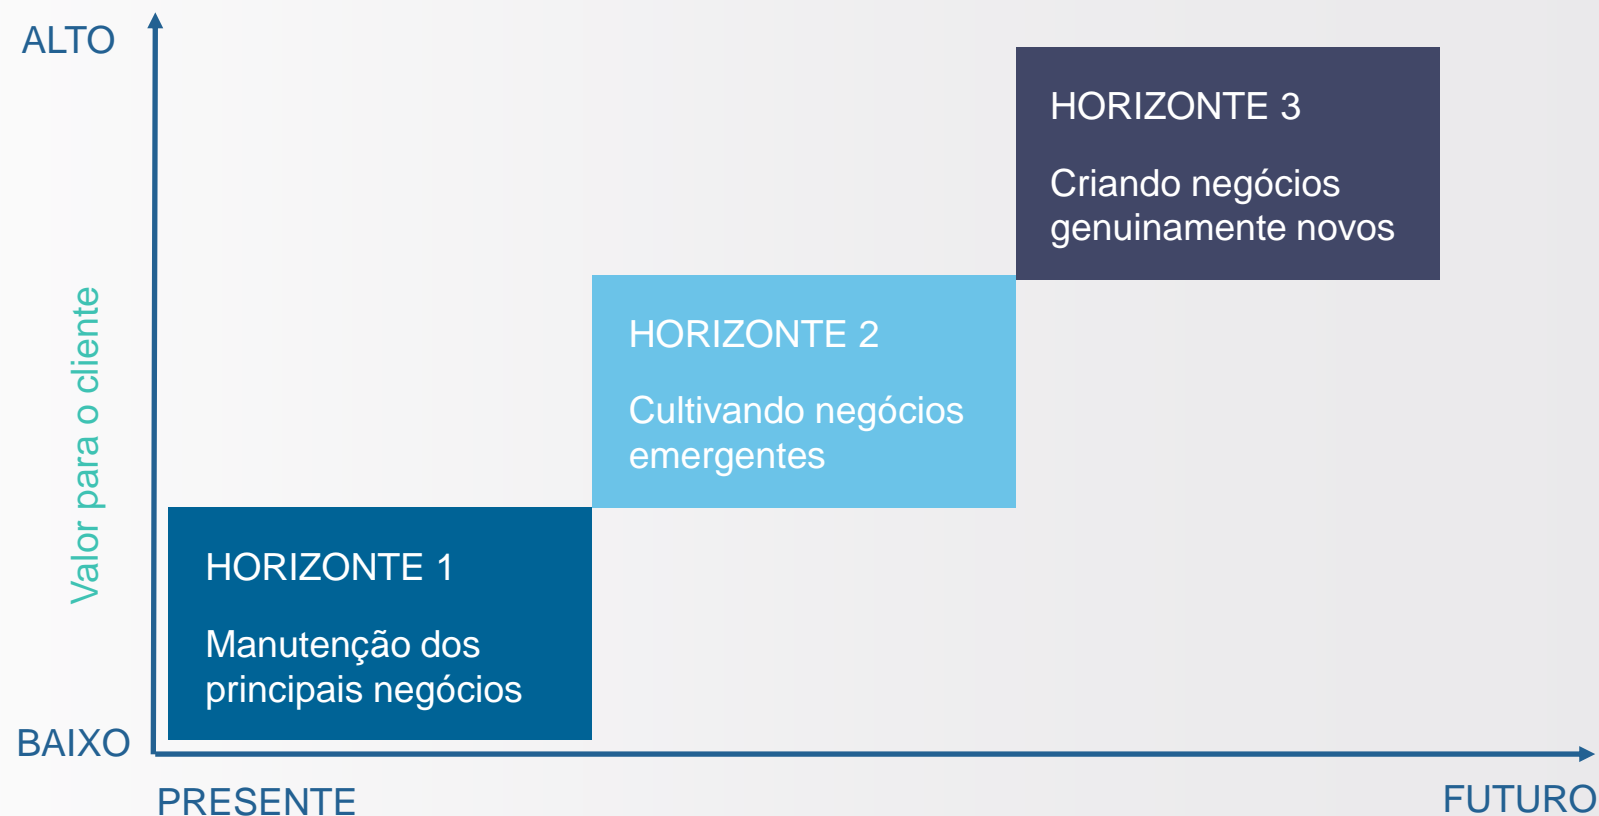 ALTO
HORIZONTE 3
Criando negócios
genuinamente novos
HORIZONTE 2
Cultivando negócios
emergentes
Valor para o cliente
HORIZONTE 1
Manutenção dos
principais negócios
BAIXO
PRESENTE
FUTURO